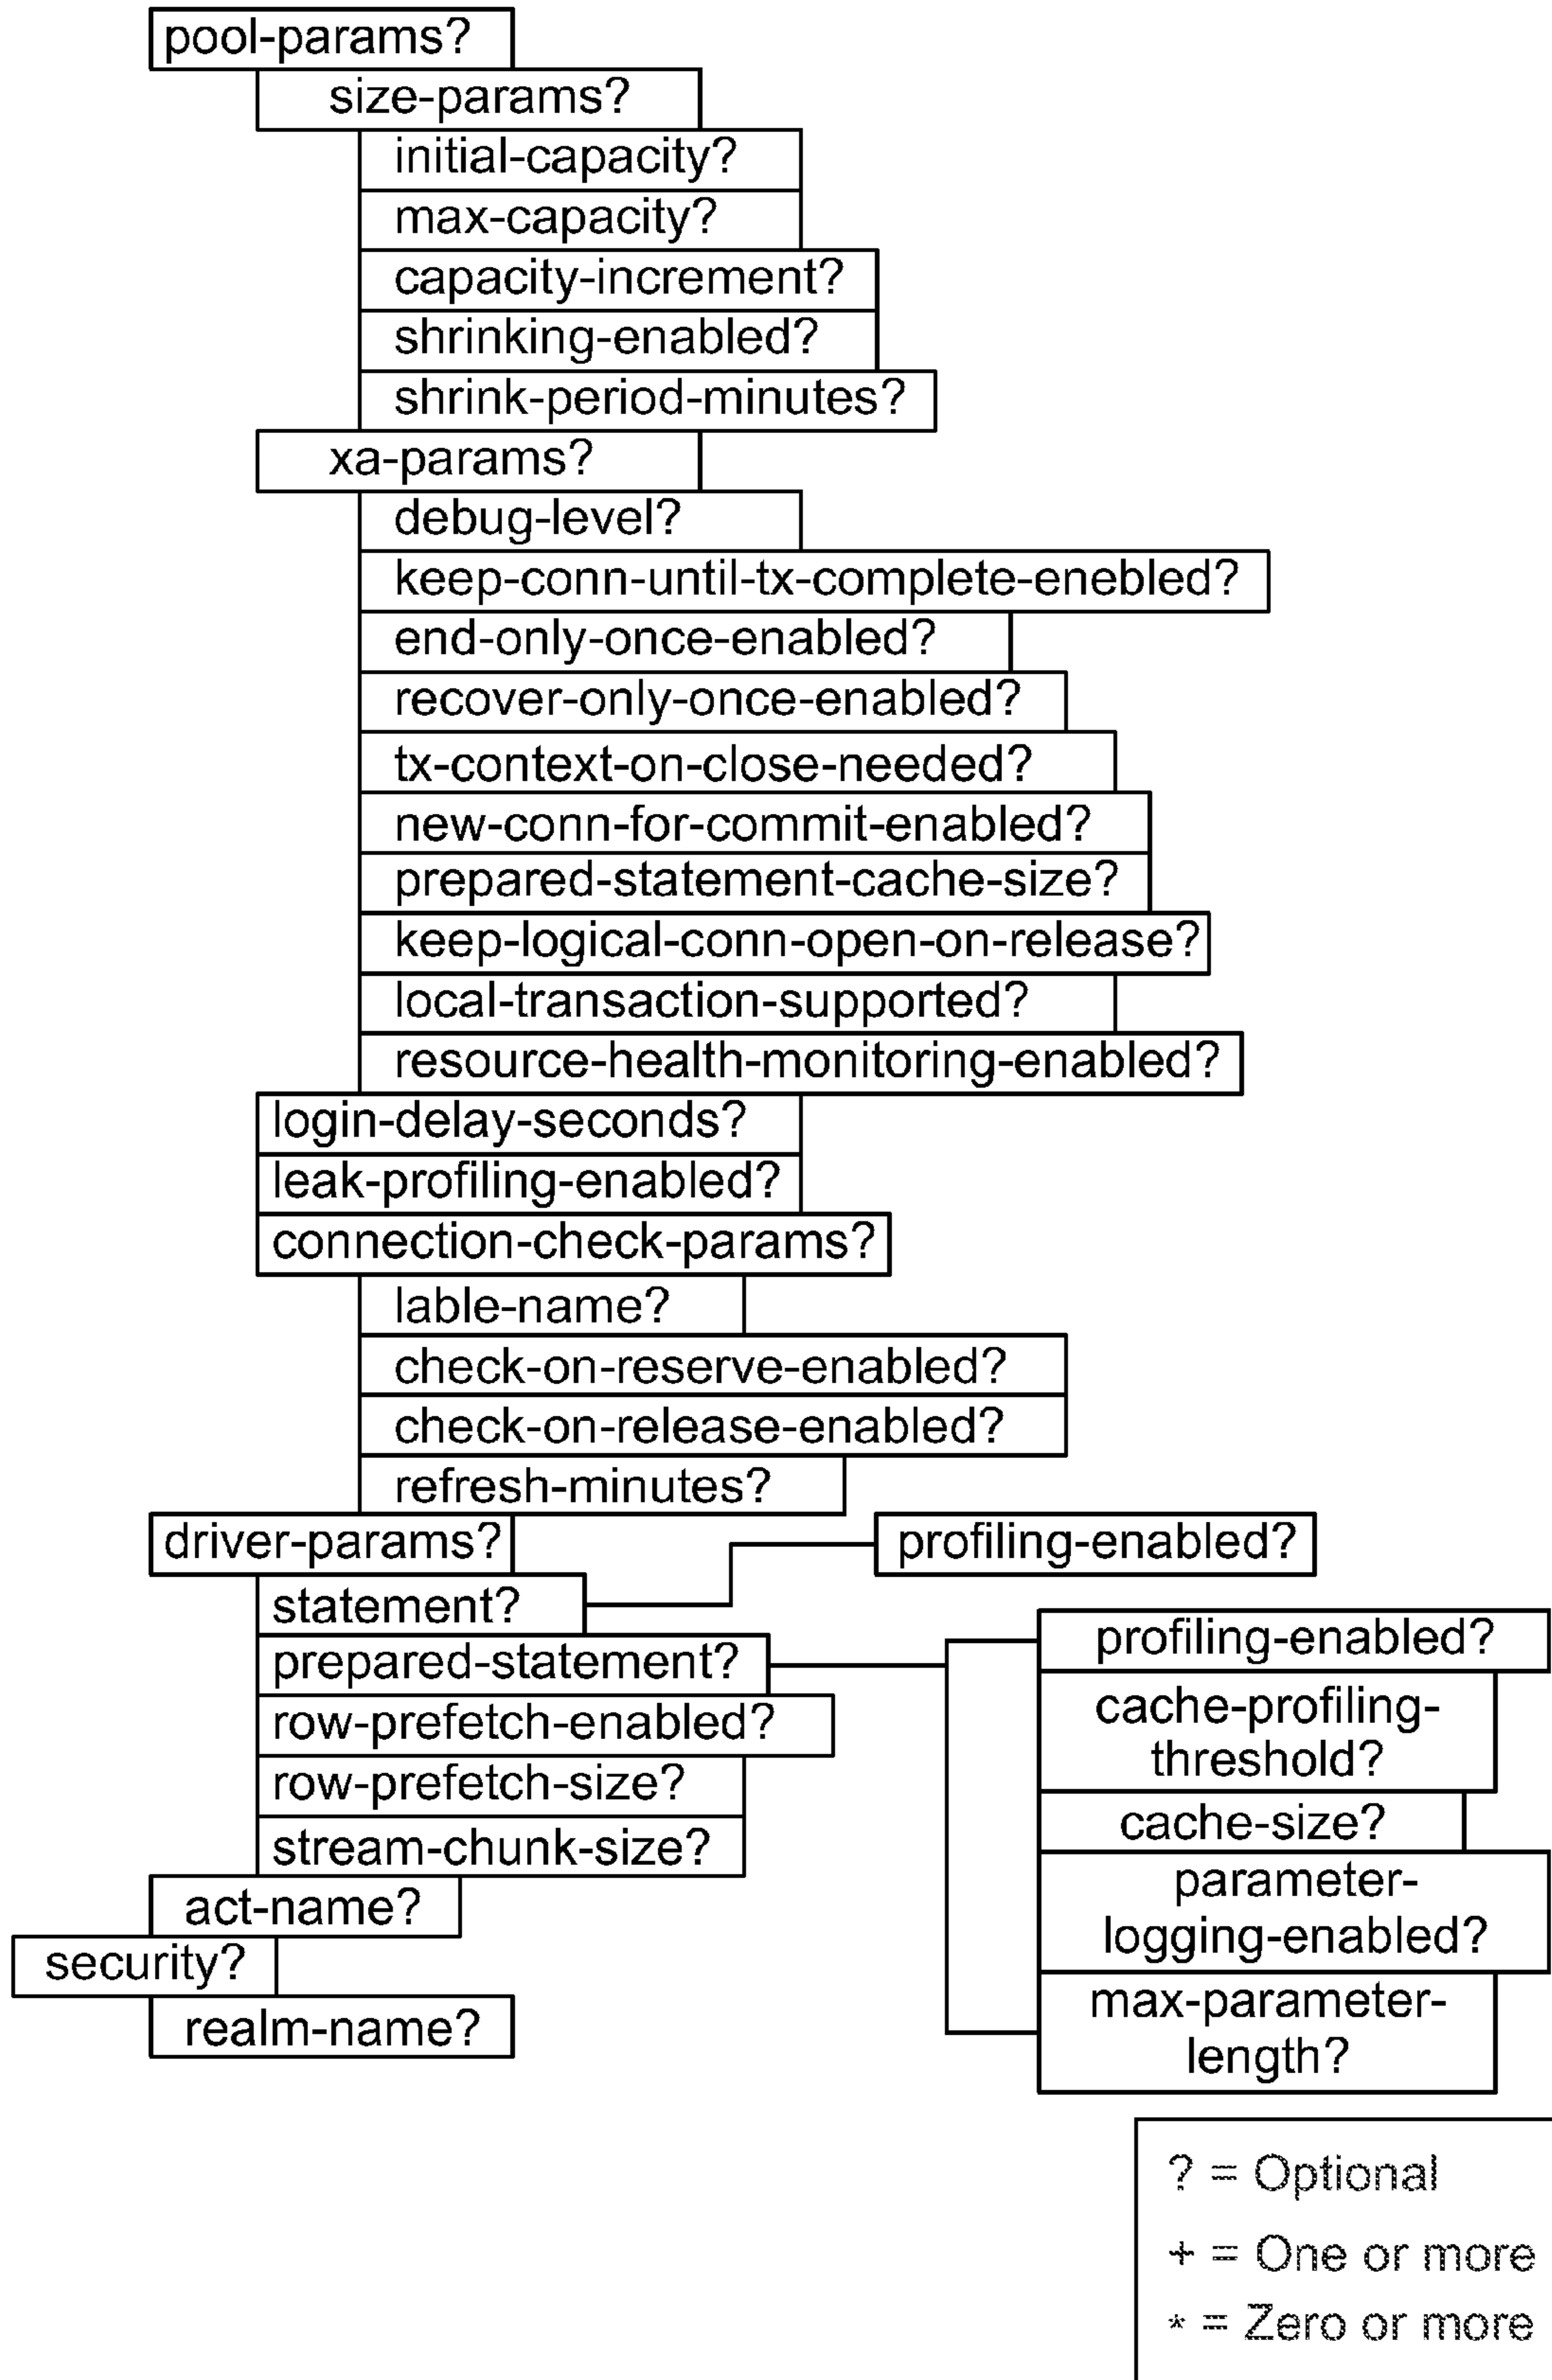 pool-params?
size-params?
initial-capacity?
max-capacity?
capacity-increment?
shrinking-enabled?
shrink-period-minutes?
xa-params?
debug-level?
keep-conn-until-tx-complete-enebled?
end-only-once-enabled?
recover-only-once-enabled?
tx-context-on-close-needed?
new-conn-for-commit-enabled?
prepared-statement-cache-size?
keep-logical-conn-open-on-release?
local-transaction-supported?
resource-health-monitoring-enabled?
login-delay-seconds?
leak-profiling-enabled?
connection-check-params?
lable-name?
check-on-reserve-enabled?
check-on-release-enabled?
refresh-minutes?
driver-params?
statement?
prepared-statement?
row-prefetch-enabled?
row-prefetch-size?
stream-chunk-size?
act-name?
security?
realm-name?
profiling-enabled?
profiling-enabled?
cache-profiling-
threshold?
cache-size?
parameter-
logging-enabled?
max-parameter-
length?
? = Optional
+ = One or more
* = Zero or more